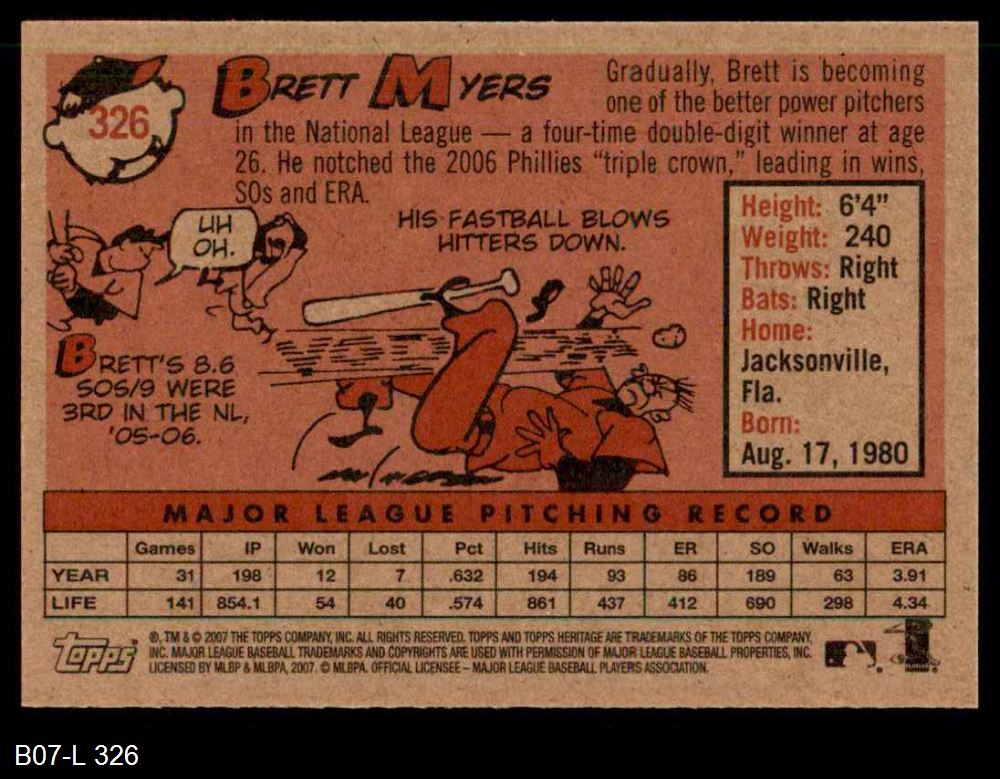 326
BRETT MYERS
Gradually, Brett is becoming
one of the better power pitchers
in the National League — a four-time double-digit winner at age
26. He notched the 2006 Phillies “triple crown,” leading in wins,
SOs and ERA.
UH
OH.
HIS FASTBALL BLOWS
HITTERS DOWN.
BRETT'S 8.6
SOS/9 WERE
3RD IN THE NL,
'05-06.
Height: 6'4”
Weight: 240
Throws: Right
Bats: Right
Home:
Jacksonville,
Fla.
Born:
Aug. 17, 1980
MAJOR LEAGUE PITCHING RECORD
Games IP Won Lost Pct Hits Runs ER SO Walks ERA
YEAR 31 198 12 7 .632 194 93 86 189 63 3.91
LIFE 141 854.1 54 40 .574 861 437 412 690 298 4.34
Topps
®, TM & © 2007 THE TOPPS COMPANY, INC. ALL RIGHTS RESERVED. TOPPS AND TOPPS HERITAGE ARE TRADEMARKS OF THE TOPPS COMPANY,
INC. MAJOR LEAGUE BASEBALL TRADEMARKS AND COPYRIGHTS ARE USED WITH PERMISSION OF MAJOR LEAGUE BASEBALL PROPERTIES, INC.
LICENSED BY MLBP & MLBPA, 2007. © MLBPA. OFFICIAL LICENSEE – MAJOR LEAGUE BASEBALL PLAYERS ASSOCIATION.
B07-L 326